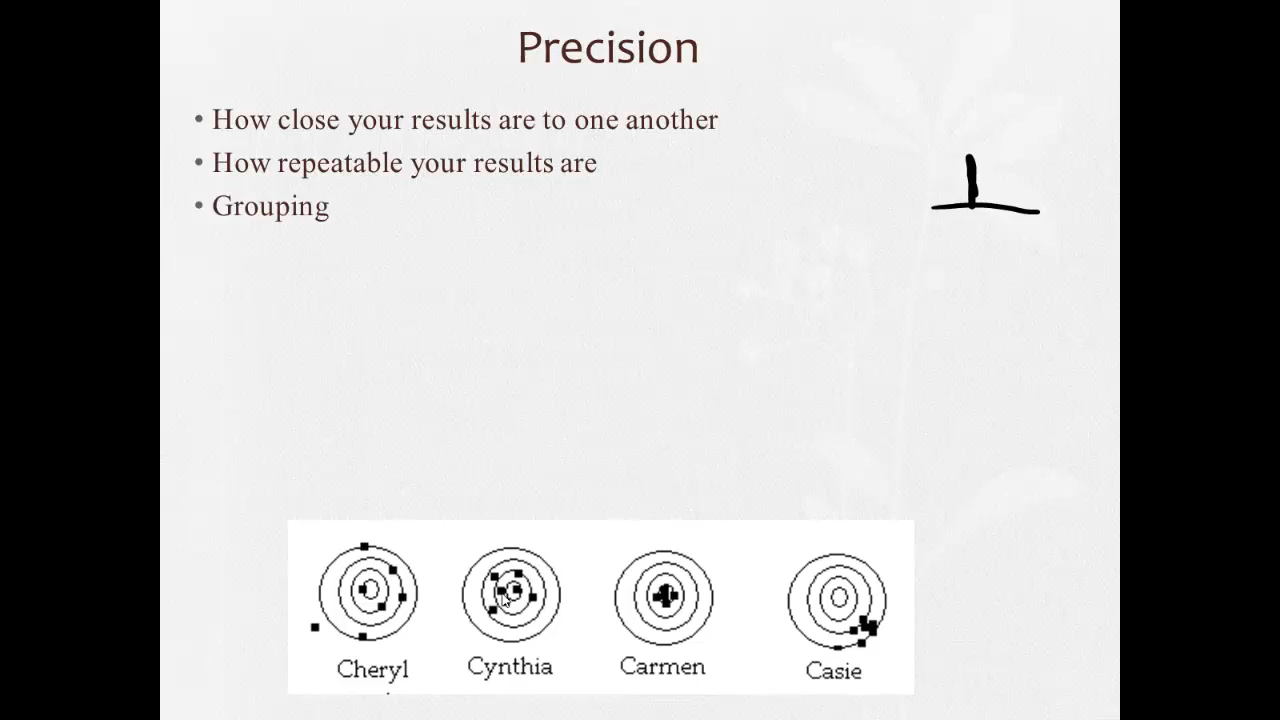 Precision
• How close your results are to one another
• How repeatable your results are
• Grouping
Cheryl Cynthia Carmen Casie